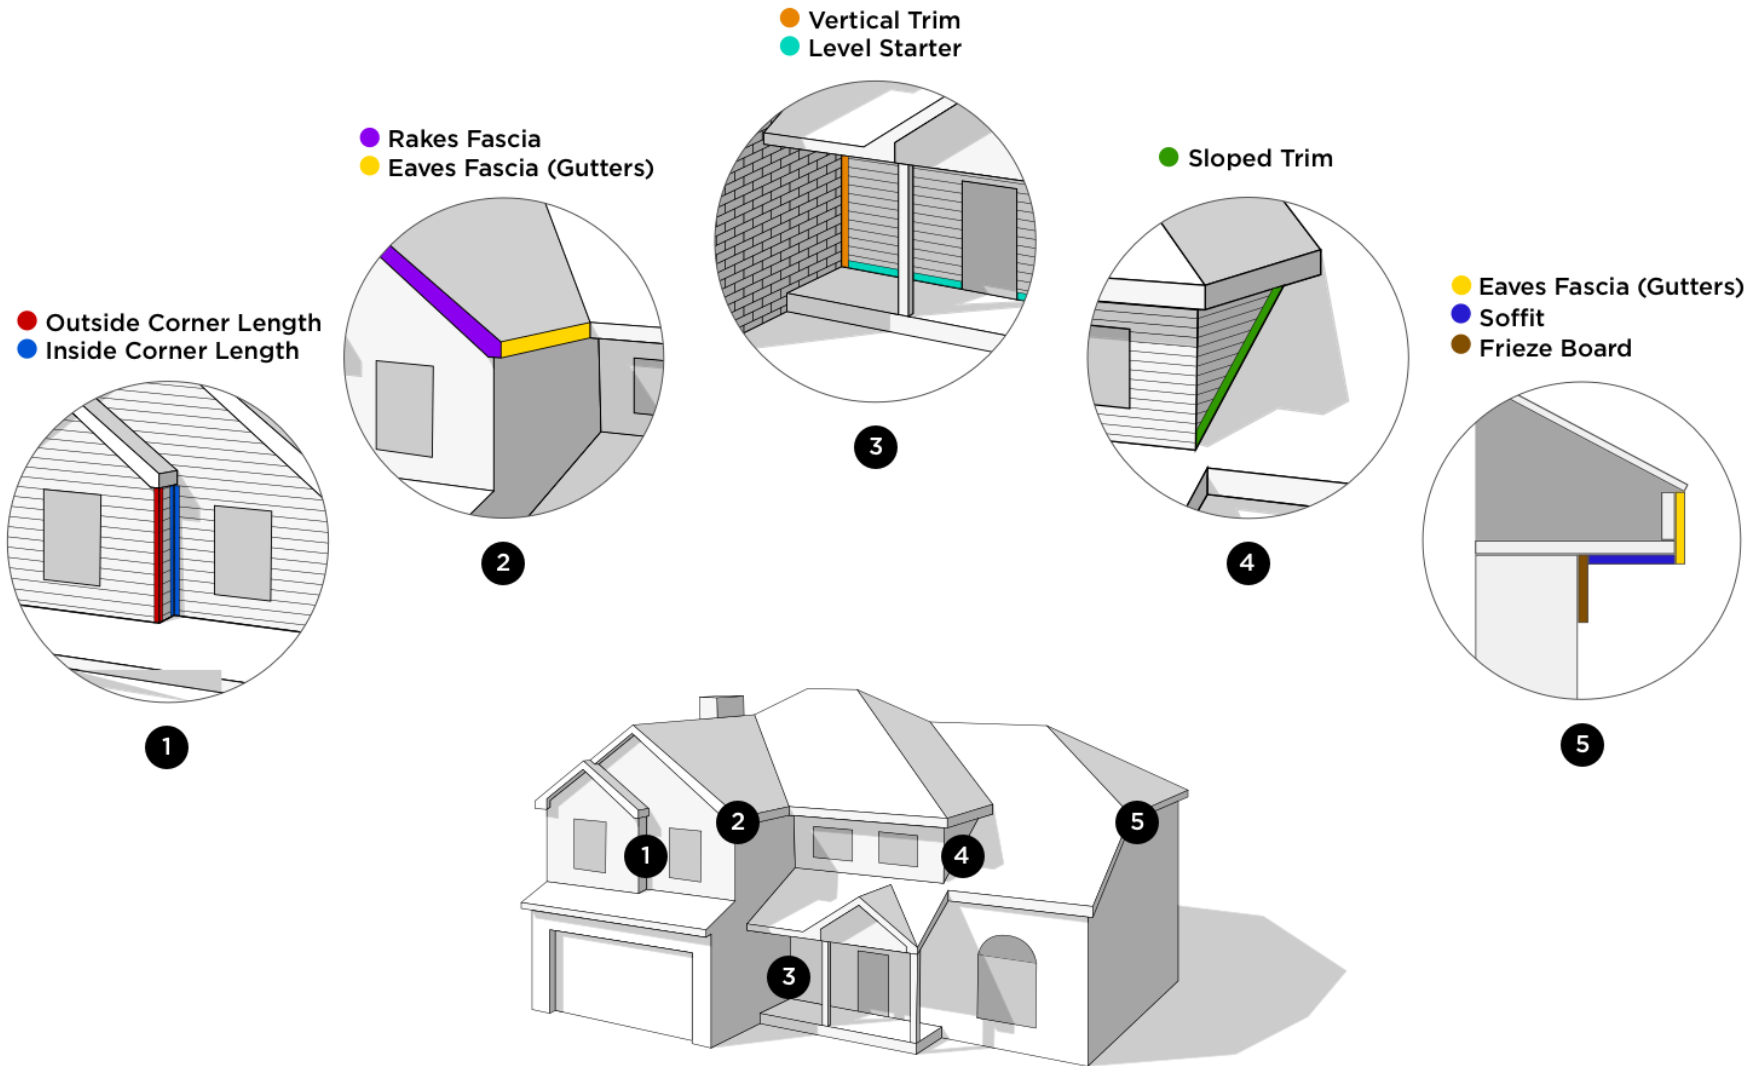 Vertical Trim
Level Starter
Rakes Fascia
Eaves Fascia (Gutters)
Sloped Trim
Outside Corner Length
Inside Corner Length
Eaves Fascia (Gutters)
Soffit
Frieze Board
3
2
4
1
5
2
5
1
4
3